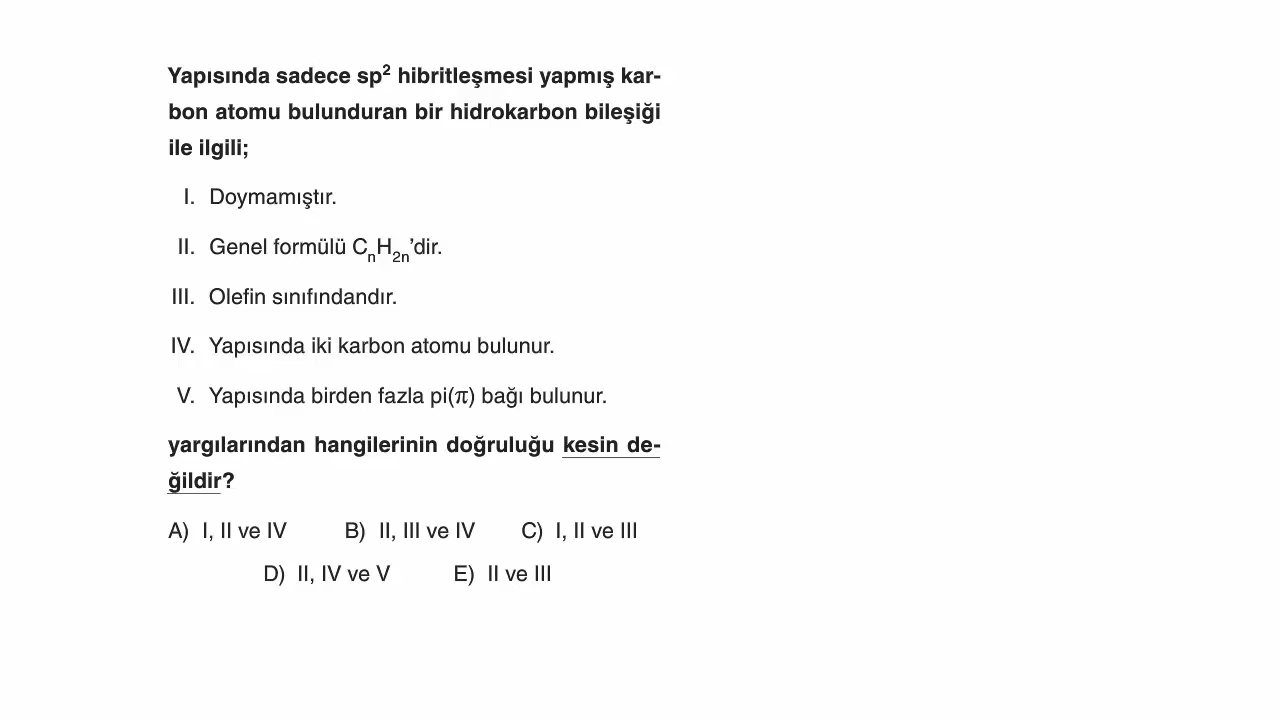 Yapısında sadece sp² hibritleşmesi yapmış kar-
bon atomu bulunduran bir hidrokarbon bileşiği
ile ilgili;
I. Doymamıştır.
II. Genel formülü CₙH₂ₙ’dir.
III. Olefin sınıfındandır.
IV. Yapısında iki karbon atomu bulunur.
V. Yapısında birden fazla pi(π) bağı bulunur.
yargılarından hangilerinin doğruluğu kesin de-
ğildir?
A) I, II ve IV B) II, III ve IV C) I, II ve III
D) II, IV ve V E) II ve III